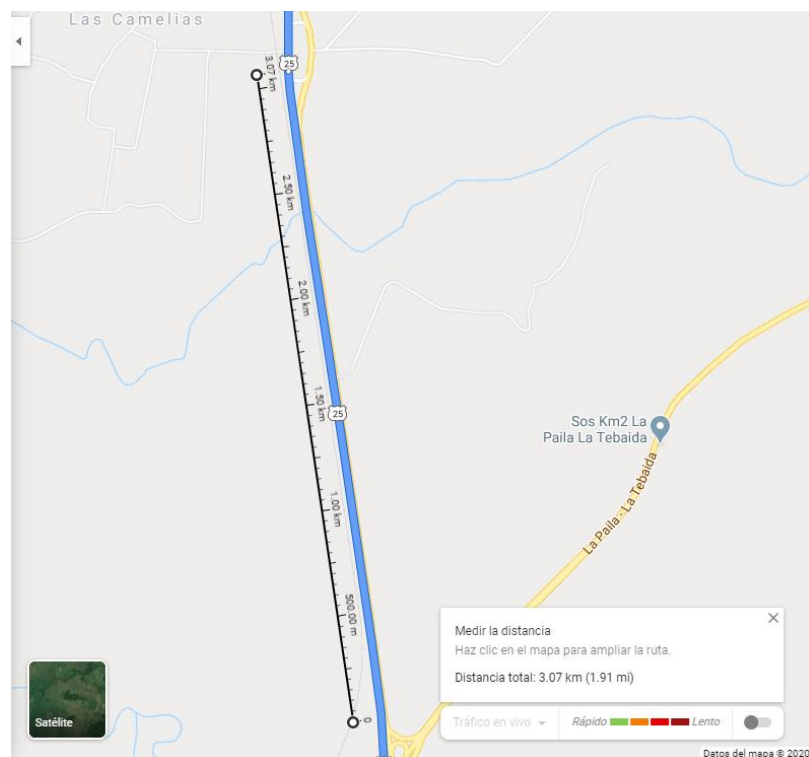 Las Camelias
25
3.07 km
2.50 km
2.00 km
1.50 km
25
Sos Km2 La
Paila La Tebaida
1.00 km
La Paila - La Tebaida
500.00 m
0
Medir la distancia
Haz clic en el mapa para ampliar la ruta.
Distancia total: 3.07 km (1.91 mi)
Satélite
Tráfico en vivo
Rápido
Lento
Datos del mapa © 2020